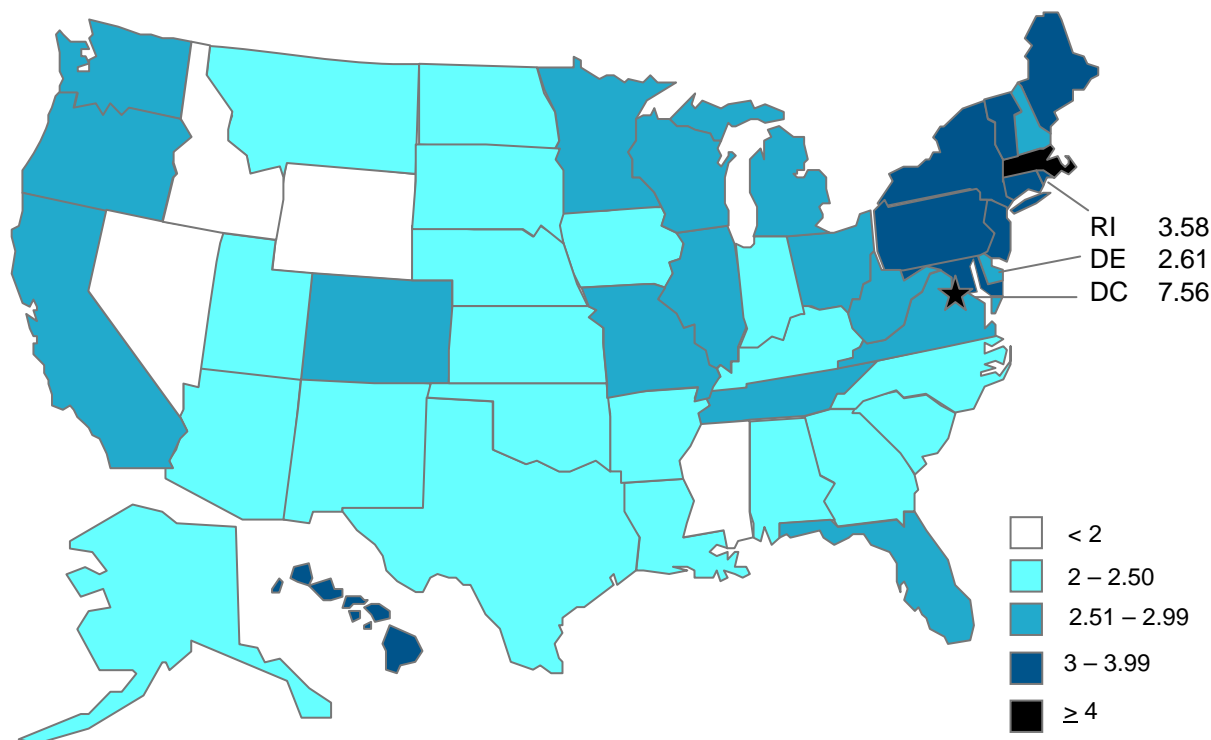 RI 3.58
DE 2.61
DC 7.56
< 2
2 – 2.50
2.51 – 2.99
3 – 3.99
≥ 4